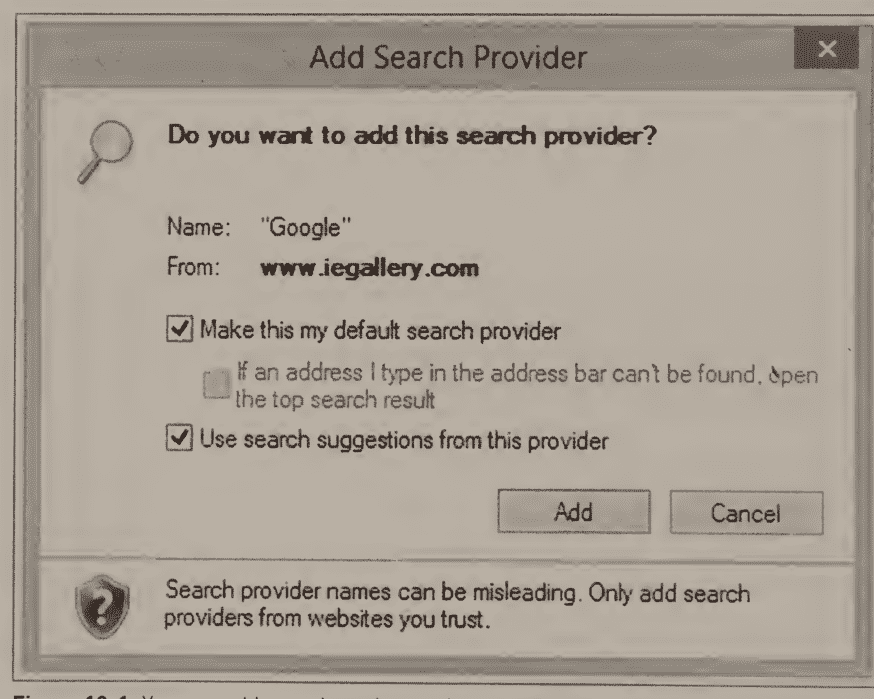 Add Search Provider
Do you want to add this search provider?
Name: "Google"
From: www.iegallery.com
Make this my default search provider
If an address I type in the address bar can't be found, open
the top search result
Use search suggestions from this provider
Add Cancel
Search provider names can be misleading. Only add search
providers from websites you trust.